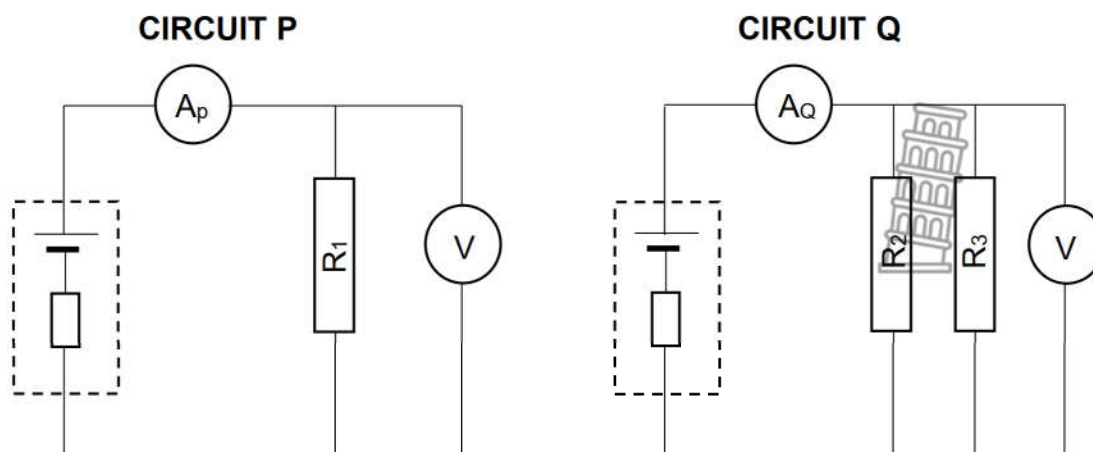 CIRCUIT P
CIRCUIT Q
Ap
R1
V
AQ
R2
R3
V